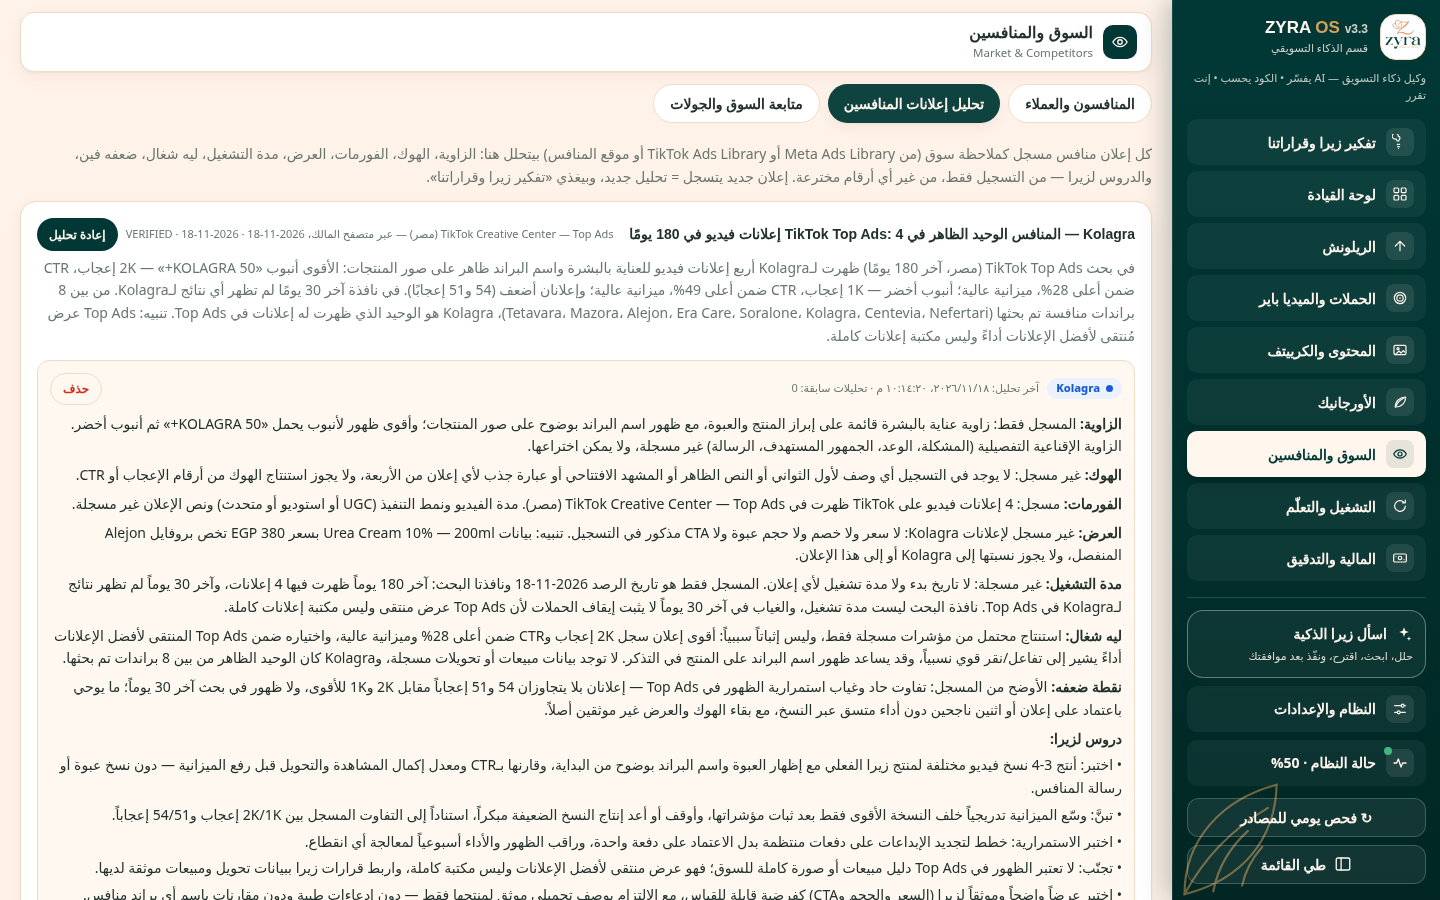 ZYRA OS v3.3
قسم الذكاء التسويقي
zyra
وكيل ذكاء التسويق — AI يفسّر • الكود يحسب • إنت
تقرر
تفكير زيرا وقراراتنا
لوحة القيادة
الريلونش
الحملات والميديا باير
المحتوى والكرييتف
الأورجانيك
السوق والمنافسين
التشغيل والتعلّم
المالية والتدقيق
اسأل زيرا الذكية
حلل، ابحث، اقترح، ونفّذ بعد موافقتك
النظام والإعدادات
حالة النظام · 50%
↻ فحص يومي للمصادر
طي القائمة
السوق والمنافسين
Market & Competitors
المنافسون والعملاء
تحليل إعلانات المنافسين
متابعة السوق والجولات
كل إعلان منافس مسجل كملاحظة سوق (من Meta Ads Library أو TikTok Ads Library أو موقع المنافس) بيتحلل هنا: الزاوية، الهوك، الفورمات، العرض، مدة التشغيل، ليه شغال، ضعفه فين،
والدروس لزيرا — من التسجيل فقط، من غير أي أرقام مخترعة. إعلان جديد يتسجل = تحليل جديد، وبيغذي «تفكير زيرا وقراراتنا».
Kolagra — المنافس الوحيد الظاهر في TikTok Top Ads: 4 إعلانات فيديو في 180 يومًا
TikTok Creative Center — Top Ads (مصر) — عبر متصفح المالك، 2026-11-18 · VERIFIED · 18-11-2026
إعادة تحليل
في بحث TikTok Top Ads (مصر، آخر 180 يومًا) ظهرت لـKolagra أربع إعلانات فيديو للعناية بالبشرة واسم البراند ظاهر على صور المنتجات: الأقوى أنبوب «KOLAGRA 50+» — 2K إعجاب، CTR
ضمن أعلى 28%، ميزانية عالية؛ أنبوب أخضر — 1K إعجاب، CTR ضمن أعلى 49%، ميزانية عالية؛ وإعلانان أضعف (54 و51 إعجابًا). في نافذة آخر 30 يومًا لم تظهر أي نتائج لـKolagra. من بين 8
براندات منافسة تم بحثها (Tetavara، Mazora، Alejon، Era Care، Soralone، Kolagra، Centevia، Nefertari)، Kolagra هو الوحيد الذي ظهرت له إعلانات في Top Ads. تنبيه: Top Ads عرض
مُنتقى لأفضل الإعلانات أداءً وليس مكتبة إعلانات كاملة.
Kolagra
آخر تحليل: ٢٠٢٦/١١/١٨، ١٠:١٤:٢٠ م · تحليلات سابقة: 0
حذف
الزاوية: المسجل فقط: زاوية عناية بالبشرة قائمة على إبراز المنتج والعبوة، مع ظهور اسم البراند بوضوح على صور المنتجات؛ وأقوى ظهور لأنبوب يحمل «KOLAGRA 50+» ثم أنبوب أخضر.
الزاوية الإقناعية التفصيلية (المشكلة، الوعد، الجمهور المستهدف، الرسالة) غير مسجلة، ولا يمكن اختراعها.
الهوك: غير مسجل: لا يوجد في التسجيل أي وصف لأول الثواني أو النص الظاهر أو المشهد الافتتاحي أو عبارة جذب لأي إعلان من الأربعة، ولا يجوز استنتاج الهوك من أرقام الإعجاب أو CTR.
الفورمات: مسجل: 4 إعلانات فيديو على TikTok ظهرت في TikTok Creative Center — Top Ads (مصر). مدة الفيديو ونمط التنفيذ (UGC أو استوديو أو متحدث) ونص الإعلان غير مسجلة.
العرض: غير مسجل لإعلانات Kolagra: لا سعر ولا خصم ولا حجم عبوة ولا CTA مذكور في التسجيل. تنبيه: بيانات Urea Cream 10% — 200ml بسعر 380 EGP تخص بروفايل Alejon
المنفصل، ولا يجوز نسبتها إلى Kolagra أو إلى هذا الإعلان.
مدة التشغيل: غير مسجلة: لا تاريخ بدء ولا مدة تشغيل لأي إعلان. المسجل فقط هو تاريخ الرصد 2026-11-18 ونافذتا البحث: آخر 180 يوماً ظهرت فيها 4 إعلانات، وآخر 30 يوماً لم تظهر نتائج
لـKolagra في Top Ads. نافذة البحث ليست مدة تشغيل، والغياب في آخر 30 يوماً لا يثبت إيقاف الحملات لأن Top Ads عرض منتقى وليس مكتبة إعلانات كاملة.
ليه شغال: استنتاج محتمل من مؤشرات مسجلة فقط، وليس إثباتاً سببياً: أقوى إعلان سجل 2K إعجاب وCTR ضمن أعلى 28% وميزانية عالية، واختياره ضمن Top Ads المنتقى لأفضل الإعلانات
أداءً يشير إلى تفاعل/نقر قوي نسبياً، وقد يساعد ظهور اسم البراند على المنتج في التذكر. لا توجد بيانات مبيعات أو تحويلات مسجلة، وKolagra كان الوحيد الظاهر من بين 8 براندات تم بحثها.
نقطة ضعفه: الأوضح من المسجل: تفاوت حاد وغياب استمرارية الظهور في Top Ads — إعلانان بلا يتجاوزان 54 و51 إعجاباً مقابل 2K و1K للأقوى، ولا ظهور في بحث آخر 30 يوماً؛ ما يوحي
باعتماد على إعلان أو اثنين ناجحين دون أداء متسق عبر النسخ، مع بقاء الهوك والعرض غير موثقين أصلاً.
دروس لزيرا:
• اختبر: أنتج 3-4 نسخ فيديو مختلفة لمنتج زيرا الفعلي مع إظهار العبوة واسم البراند بوضوح من البداية، وقارنها بـCTR ومعدل إكمال المشاهدة والتحويل قبل رفع الميزانية — دون نسخ عبوة أو
رسالة المنافس.
• تبنَّ: وسّع الميزانية تدريجياً خلف النسخة الأقوى فقط بعد ثبات مؤشراتها، وأوقف أو أعد إنتاج النسخ الضعيفة مبكراً، استناداً إلى التفاوت المسجل بين 2K/1K إعجاب و54/51 إعجاباً.
• اختبر الاستمرارية: خطط لتجديد الإبداعات على دفعات منتظمة بدل الاعتماد على دفعة واحدة، وراقب الظهور والأداء أسبوعياً لمعالجة أي انقطاع.
• تجنّب: لا تعتبر الظهور في Top Ads دليل مبيعات أو صورة كاملة للسوق؛ فهو عرض منتقى لأفضل الإعلانات وليس مكتبة كاملة، واربط قرارات زيرا ببيانات تحويل ومبيعات موثقة لديها.
• اختبر عرضاً واضحاً وموثقاً لزيرا (السعر والحجم وCTA) كفرضية قابلة للقياس، مع الالتزام بوصف تجميلي موثق لمنتجها فقط — دون ادعاءات طبية ودون مقارنات باسم أي براند منافس.